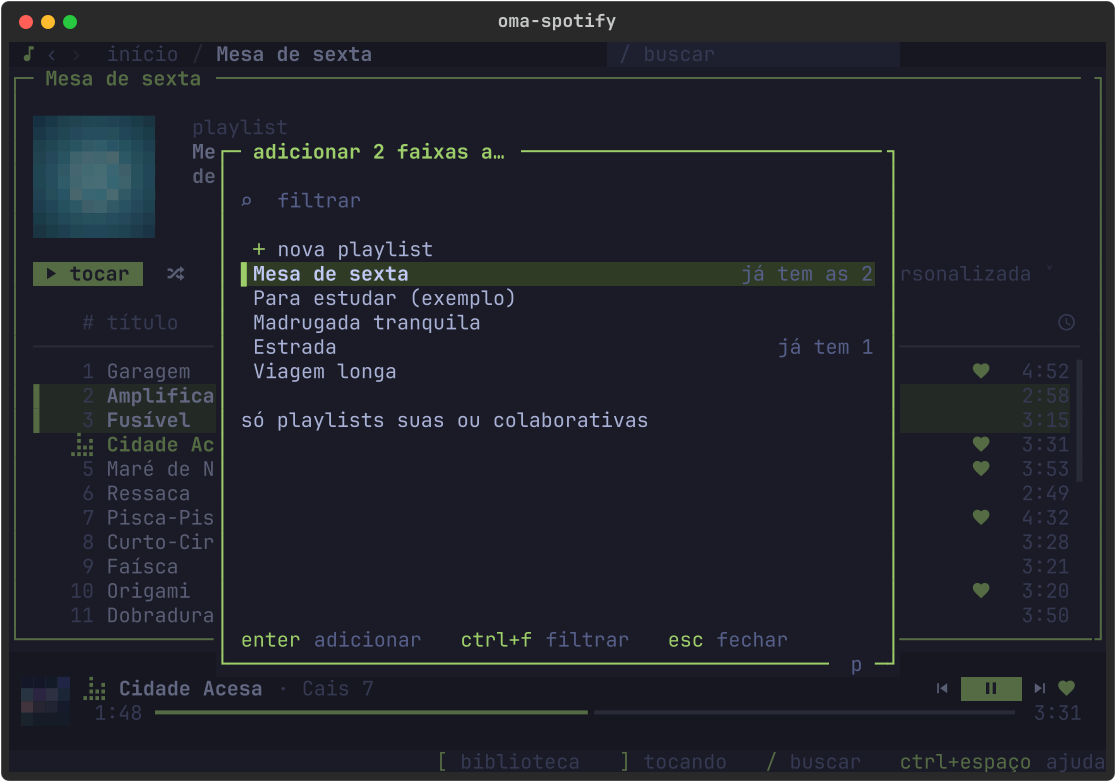 oma-spotify
‹ › início / Mesa de sexta / buscar
Mesa de sexta
playlist
Me
de
adicionar 2 faixas a…
filtrar
+ nova playlist
Mesa de sexta já tem as 2
Para estudar (exemplo)
Madrugada tranquila
Estrada já tem 1
Viagem longa
só playlists suas ou colaborativas
enter adicionar ctrl+f filtrar esc fechar
p
tocar
rsonalizada
# título
1 Garagem 4:52
2 Amplifica 2:58
3 Fusível 3:15
Cidade Ac 3:31
5 Maré de N 3:53
6 Ressaca 2:49
7 Pisca-Pis 4:32
8 Curto-Cir 3:28
9 Faísca 3:21
10 Origami 3:20
11 Dobradura 3:50
Cidade Acesa · Cais 7
1:48 3:31
[ biblioteca ] tocando / buscar ctrl+espaço ajuda